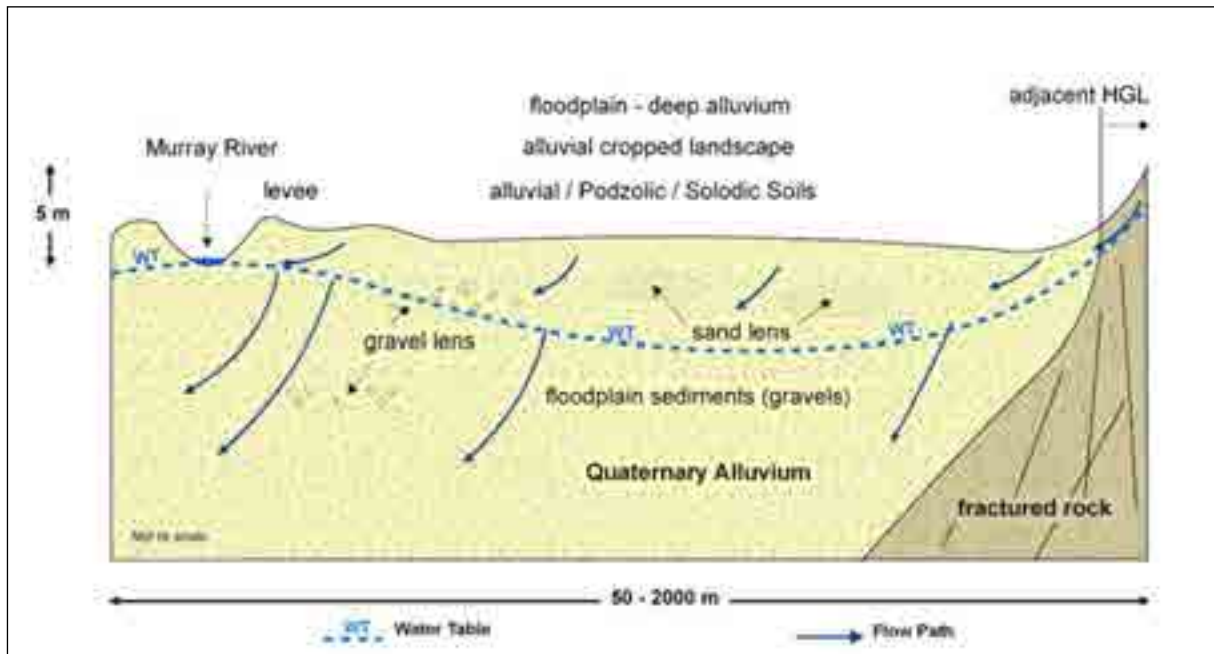 floodplain - deep alluvium
adjacent HGL
Murray River
alluvial cropped landscape
levee
alluvial / Podzolic / Solodic Soils
5 m
WT
gravel lens
WT
sand lens
WT
floodplain sediments (gravels)
Quaternary Alluvium
fractured rock
Not to scale
50 - 2000 m
WT Water Table
Flow Path